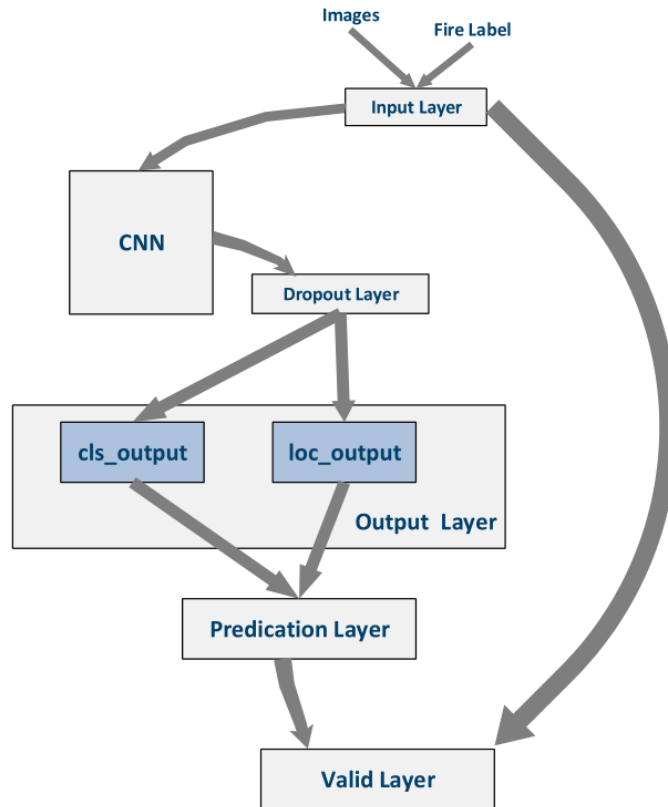 Images
Fire Label
Input Layer
CNN
Dropout Layer
cls_output
loc_output
Output Layer
Predication Layer
Valid Layer